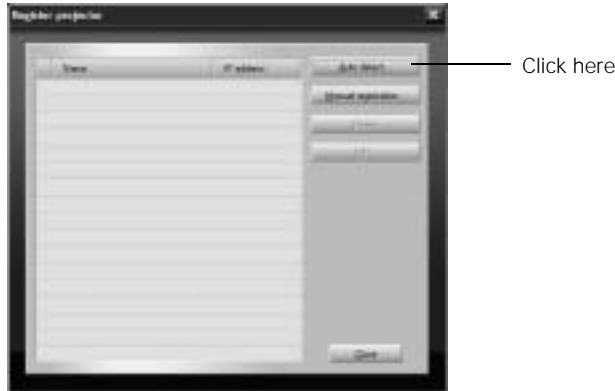 Register projector
Name IP address Auto detect
Click here
Manual registration...
Close